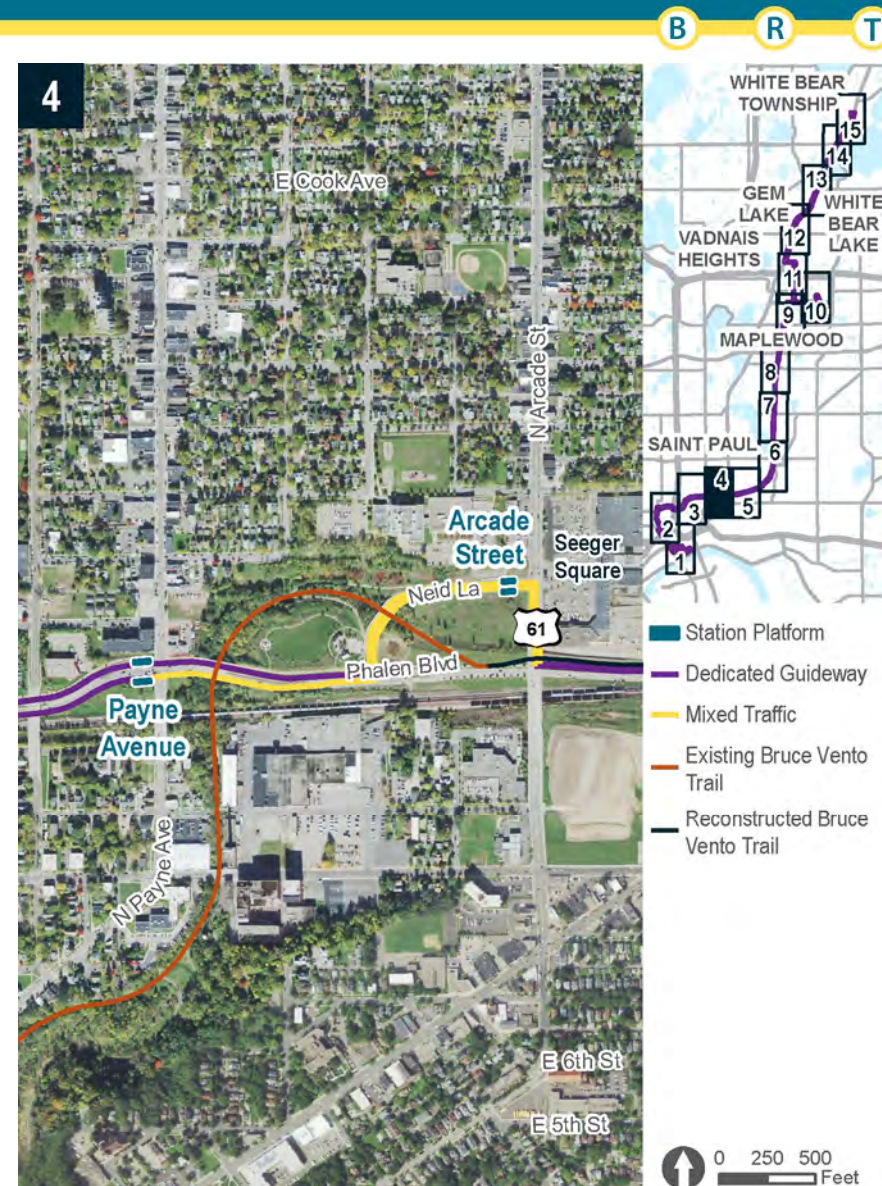 B R T
4
E Cook Ave
N Arcade St
Arcade
Street
Seeger
Square
Neid La
61
Phalen Blvd
Payne
Avenue
N Payne Ave
E 6th St
E 5th St
WHITE BEAR
TOWNSHIP
15
14
13
GEM
LAKE
WHITE
BEAR
LAKE
12
VADNAIS
HEIGHTS
11
10
9
MAPLEWOOD
8
7
SAINT PAUL
6
4
5
3
2
1
Station Platform
Dedicated Guideway
Mixed Traffic
Existing Bruce Vento
Trail
Reconstructed Bruce
Vento Trail
0 250 500
Feet